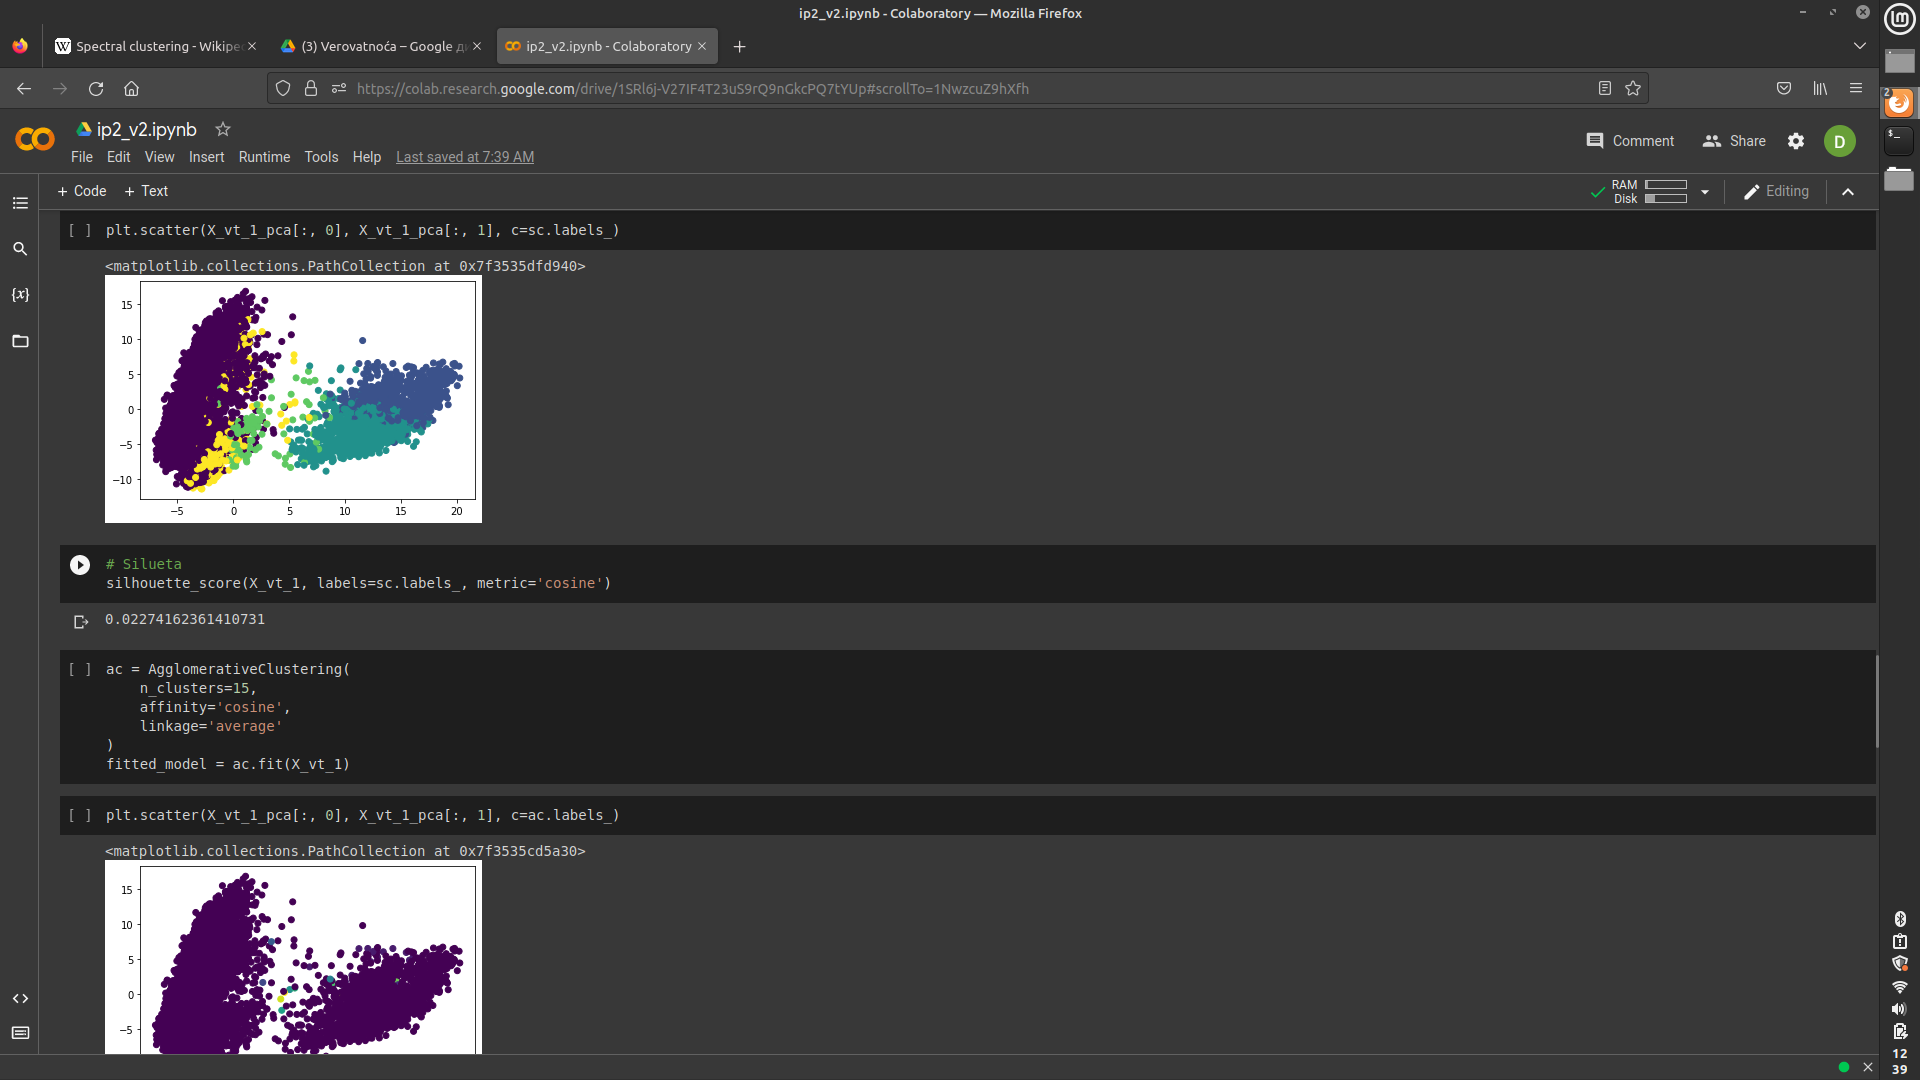 ip2_v2.ipynb - Colaboratory — Mozilla Firefox
Spectral clustering - Wikipe
(3) Verovatnoća – Google д
ip2_v2.ipynb - Colaboratory
https://colab.research.google.com/drive/1SRl6j-V27IF4T23uS9rQ9nGkcPQ7tYUp#scrollTo=1NwzcuZ9hXfh
ip2_v2.ipynb
Comment
Share
D
File Edit View Insert Runtime Tools Help Last saved at 7:39 AM
+ Code + Text
RAM
Disk
Editing
[ ] plt.scatter(X_vt_1_pca[:, 0], X_vt_1_pca[:, 1], c=sc.labels_)
<matplotlib.collections.PathCollection at 0x7f3535dfd940>
15
10
5
0
−5
−10
−5 0 5 10 15 20
# Silueta
silhouette_score(X_vt_1, labels=sc.labels_, metric='cosine')
0.02274162361410731
[ ] ac = AgglomerativeClustering(
n_clusters=15,
affinity='cosine',
linkage='average'
)
fitted_model = ac.fit(X_vt_1)
[ ] plt.scatter(X_vt_1_pca[:, 0], X_vt_1_pca[:, 1], c=ac.labels_)
<matplotlib.collections.PathCollection at 0x7f3535cd5a30>
15
10
5
0
−5
{x}
2
12
39